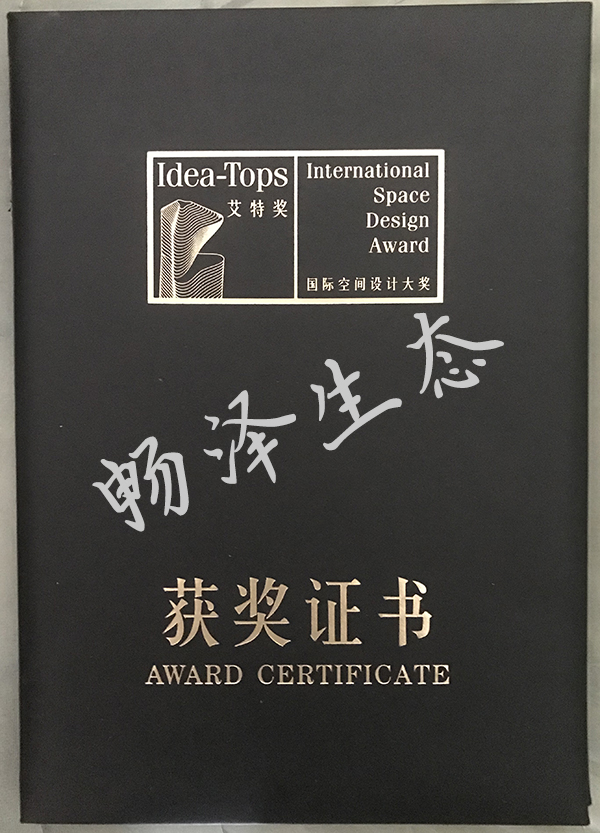 Idea-Tops
艾特奖
International
Space
Design
Award
国际空间设计大奖
畅泽生态
获奖证书
AWARD CERTIFICATE